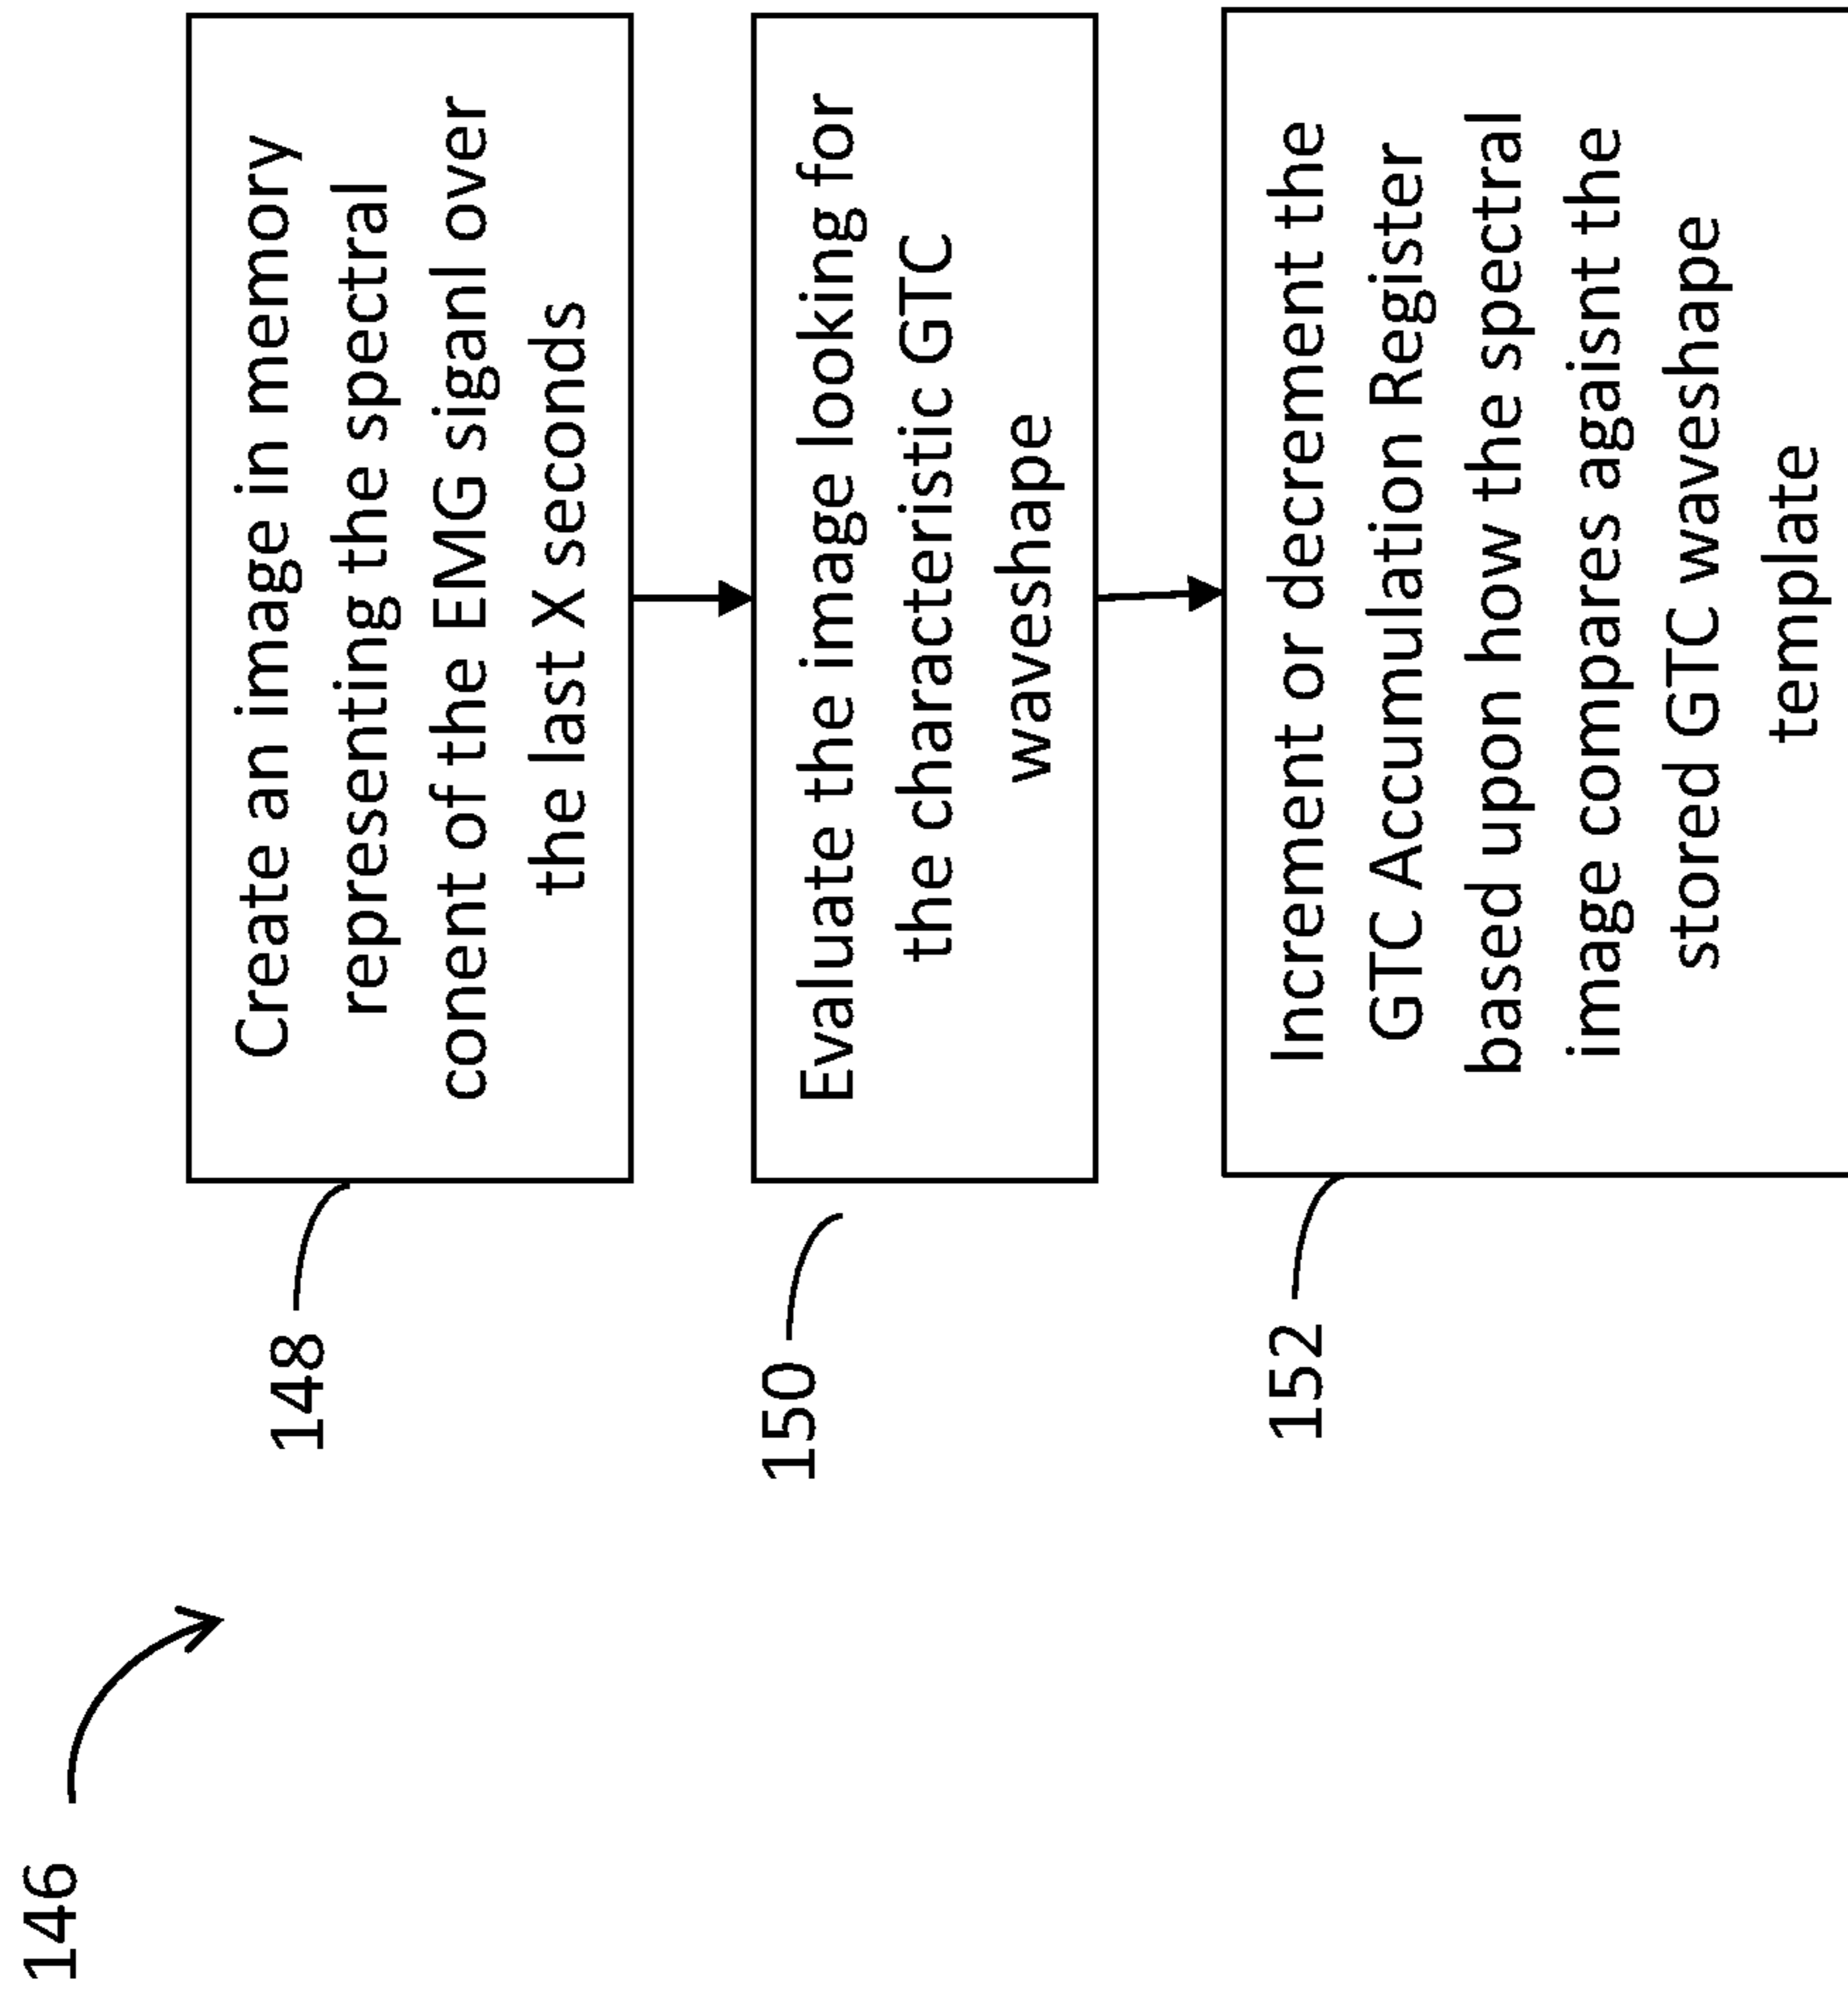 146
148
Create an image in memory
representing the spectral
conent of the EMG siganl over
the last X seconds
150
Evaluate the image looking for
the characteristic GTC
waveshape
152
Increment or decrement the
GTC Accumulation Register
based upon how the spectral
image compares agaisnt the
stored GTC waveshape
template